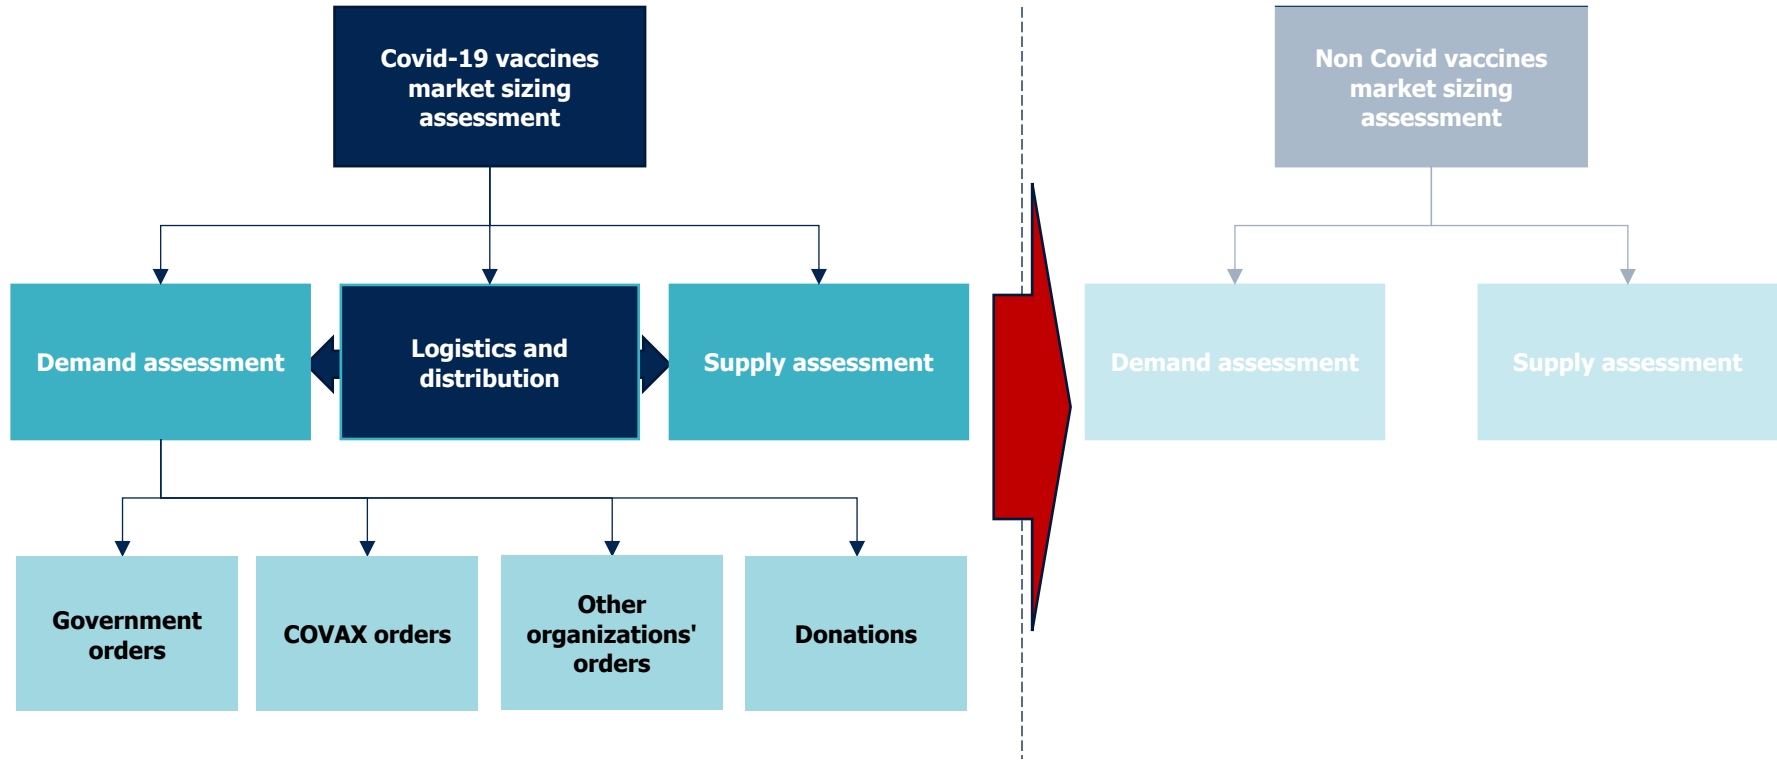 Covid-19 vaccines
market sizing
assessment
Non Covid vaccines
market sizing
assessment
Demand assessment
Logistics and
distribution
Supply assessment
Demand assessment
Supply assessment
Government
orders
COVAX orders
Other
organizations'
orders
Donations